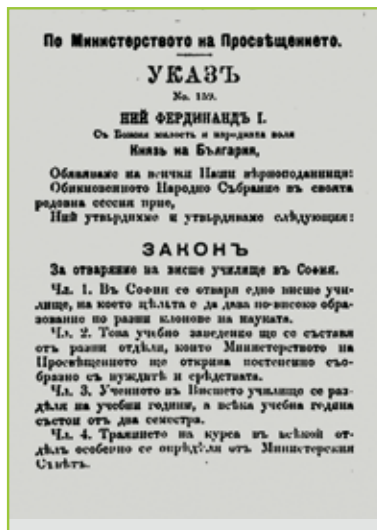 По Министерството на Просвѣщението.
УКАЗЪ
No. 159.
НИЙ ФЕРДИНАНДЪ I.
Съ Божия милость и народната воля
Князь на България,
Обявяваме на всички Наши вѣрноподанници:
Обикновенното Народно Събрание въ своята
редовна сессия прие,
Ний утвърдихме и утвърдяваме слѣдующия:
ЗАКОНЪ
За отваряние на висше училище въ София.
Чл. 1. Въ София се отваря едно висше учи-
лище, на което цѣльта е да дава по-високо обра-
зование по разни клонове на науката.
Чл. 2. Това учебно заведение ще се съставя
отъ разни отдѣли, които Министерството на
Просвѣщението ще открива постепенно съо-
бразно съ нуждитѣ и срѣдствата.
Чл. 3. Учението въ Висшето училище се раз-
дѣля на учебни години, а всѣка учебна година
състои отъ два семестра.
Чл. 4. Траянието на курса въ всѣкой от-
дѣлъ особенно се опредѣля отъ Министерския
Съвѣтъ.